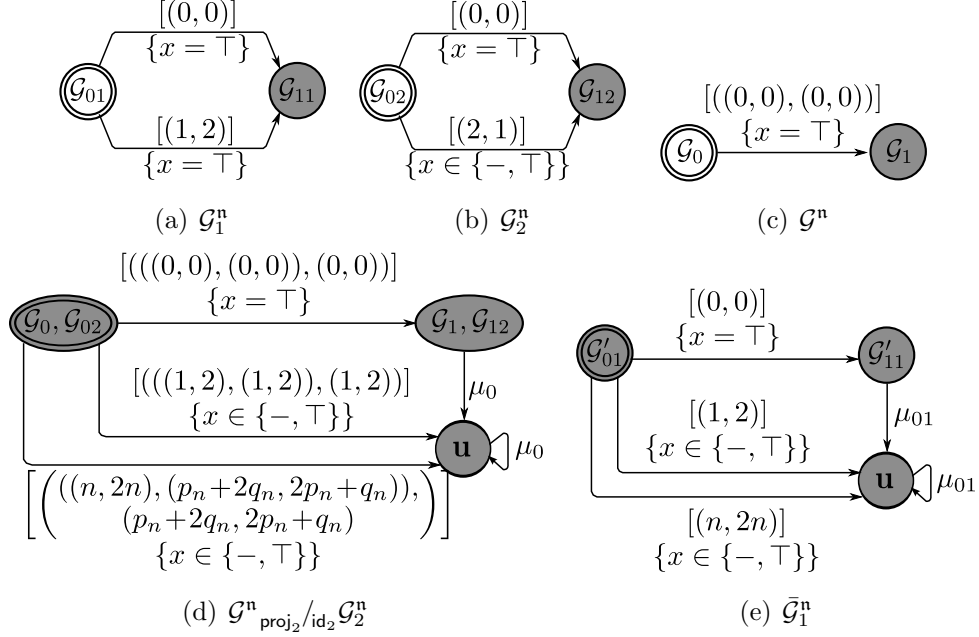 [(0, 0)]
{x = ⊤}
𝒢₀₁
𝒢₁₁
[(1, 2)]
{x = ⊤}
(a) 𝒢₁ⁿ
[(0, 0)]
{x = ⊤}
𝒢₀₂
𝒢₁₂
[(2, 1)]
{x ∈ {−, ⊤}}
(b) 𝒢₂ⁿ
[((0, 0), (0, 0))]
{x = ⊤}
𝒢₀
𝒢₁
(c) 𝒢ⁿ
[(((0, 0), (0, 0)), (0, 0))]
{x = ⊤}
𝒢₀, 𝒢₀₂
𝒢₁, 𝒢₁₂
[(((1, 2), (1, 2)), (1, 2))]
{x ∈ {−, ⊤}}
μ₀
u
μ₀
[(((n, 2n), (pₙ+2qₙ, 2pₙ+qₙ)),
(pₙ+2qₙ, 2pₙ+qₙ))]
{x ∈ {−, ⊤}}
(d) 𝒢ⁿ proj₂/id₂ 𝒢₂ⁿ
[(0, 0)]
{x = ⊤}
𝒢′₀₁
𝒢′₁₁
[(1, 2)]
{x ∈ {−, ⊤}}
μ₀₁
u
μ₀₁
[(n, 2n)]
{x ∈ {−, ⊤}}
(e) 𝒢̄₁ⁿ